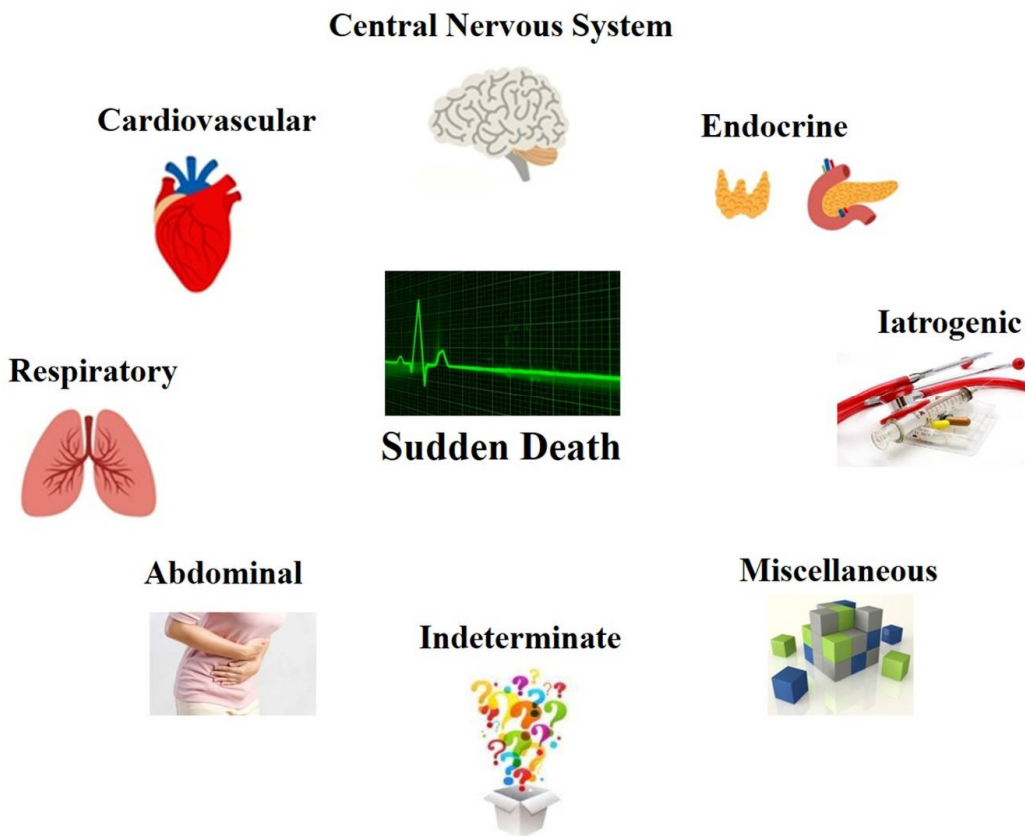 Central Nervous System
Cardiovascular
Endocrine
Iatrogenic
Respiratory
Sudden Death
Abdominal
Miscellaneous
Indeterminate